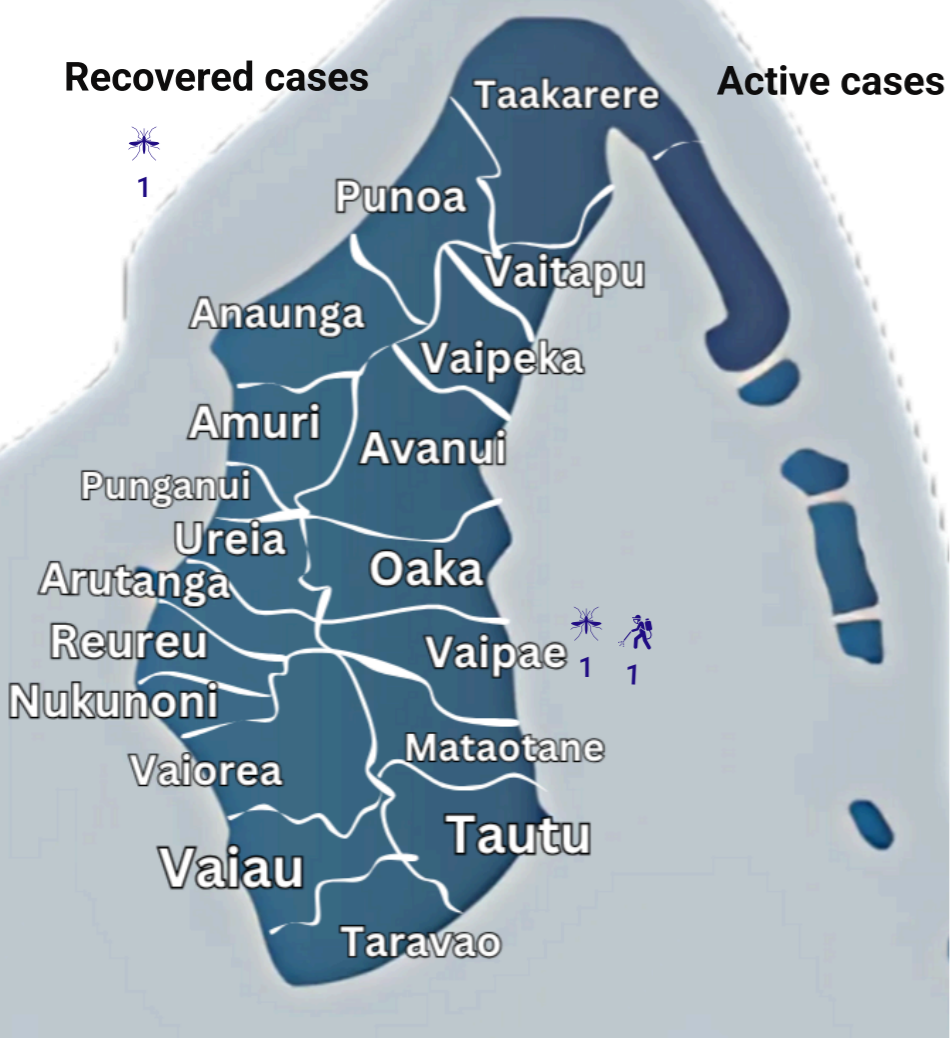 Recovered cases
Active cases
1
Taakarere
Punoa
Vaitapu
Anaunga
Vaipeka
Amuri
Avanui
Punganui
Ureia
Oaka
Arutanga
Reureu
Vaipae
1
1
Nukunoni
Mataotane
Vaiorea
Tautu
Vaiau
Taravao